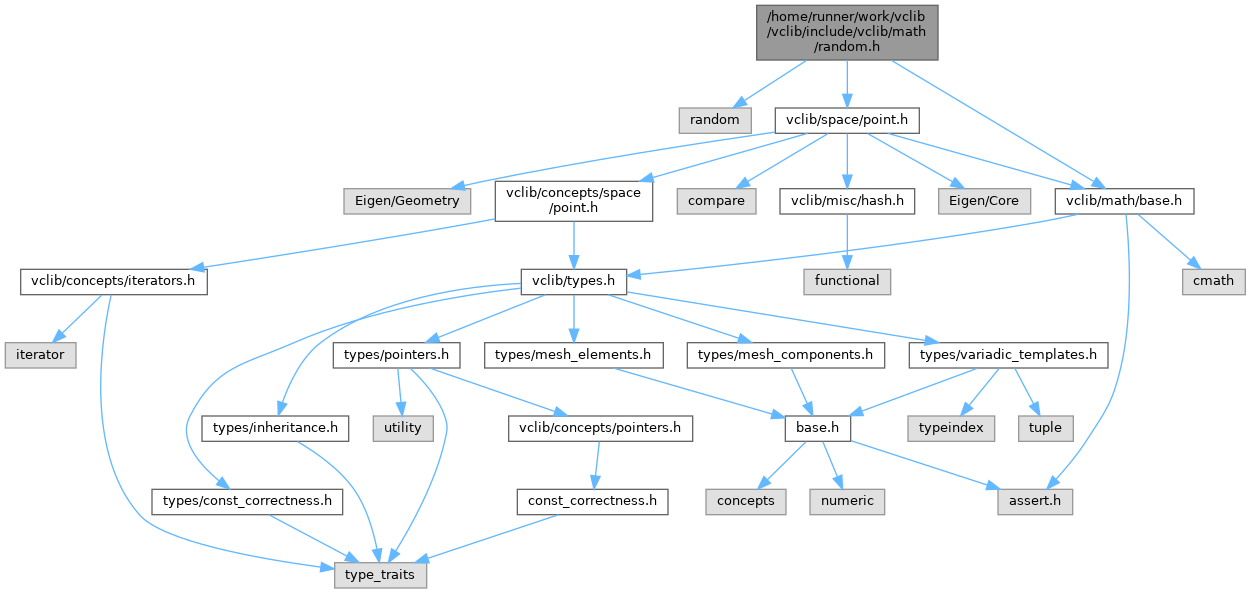 /home/runner/work/vclib
/vclib/include/vclib/math
/random.h
random
vclib/space/point.h
Eigen/Geometry
vclib/concepts/space
/point.h
compare
vclib/misc/hash.h
Eigen/Core
vclib/math/base.h
vclib/concepts/iterators.h
vclib/types.h
functional
cmath
iterator
types/pointers.h
types/mesh_elements.h
types/mesh_components.h
types/variadic_templates.h
types/inheritance.h
utility
vclib/concepts/pointers.h
base.h
typeindex
tuple
types/const_correctness.h
const_correctness.h
concepts
numeric
assert.h
type_traits